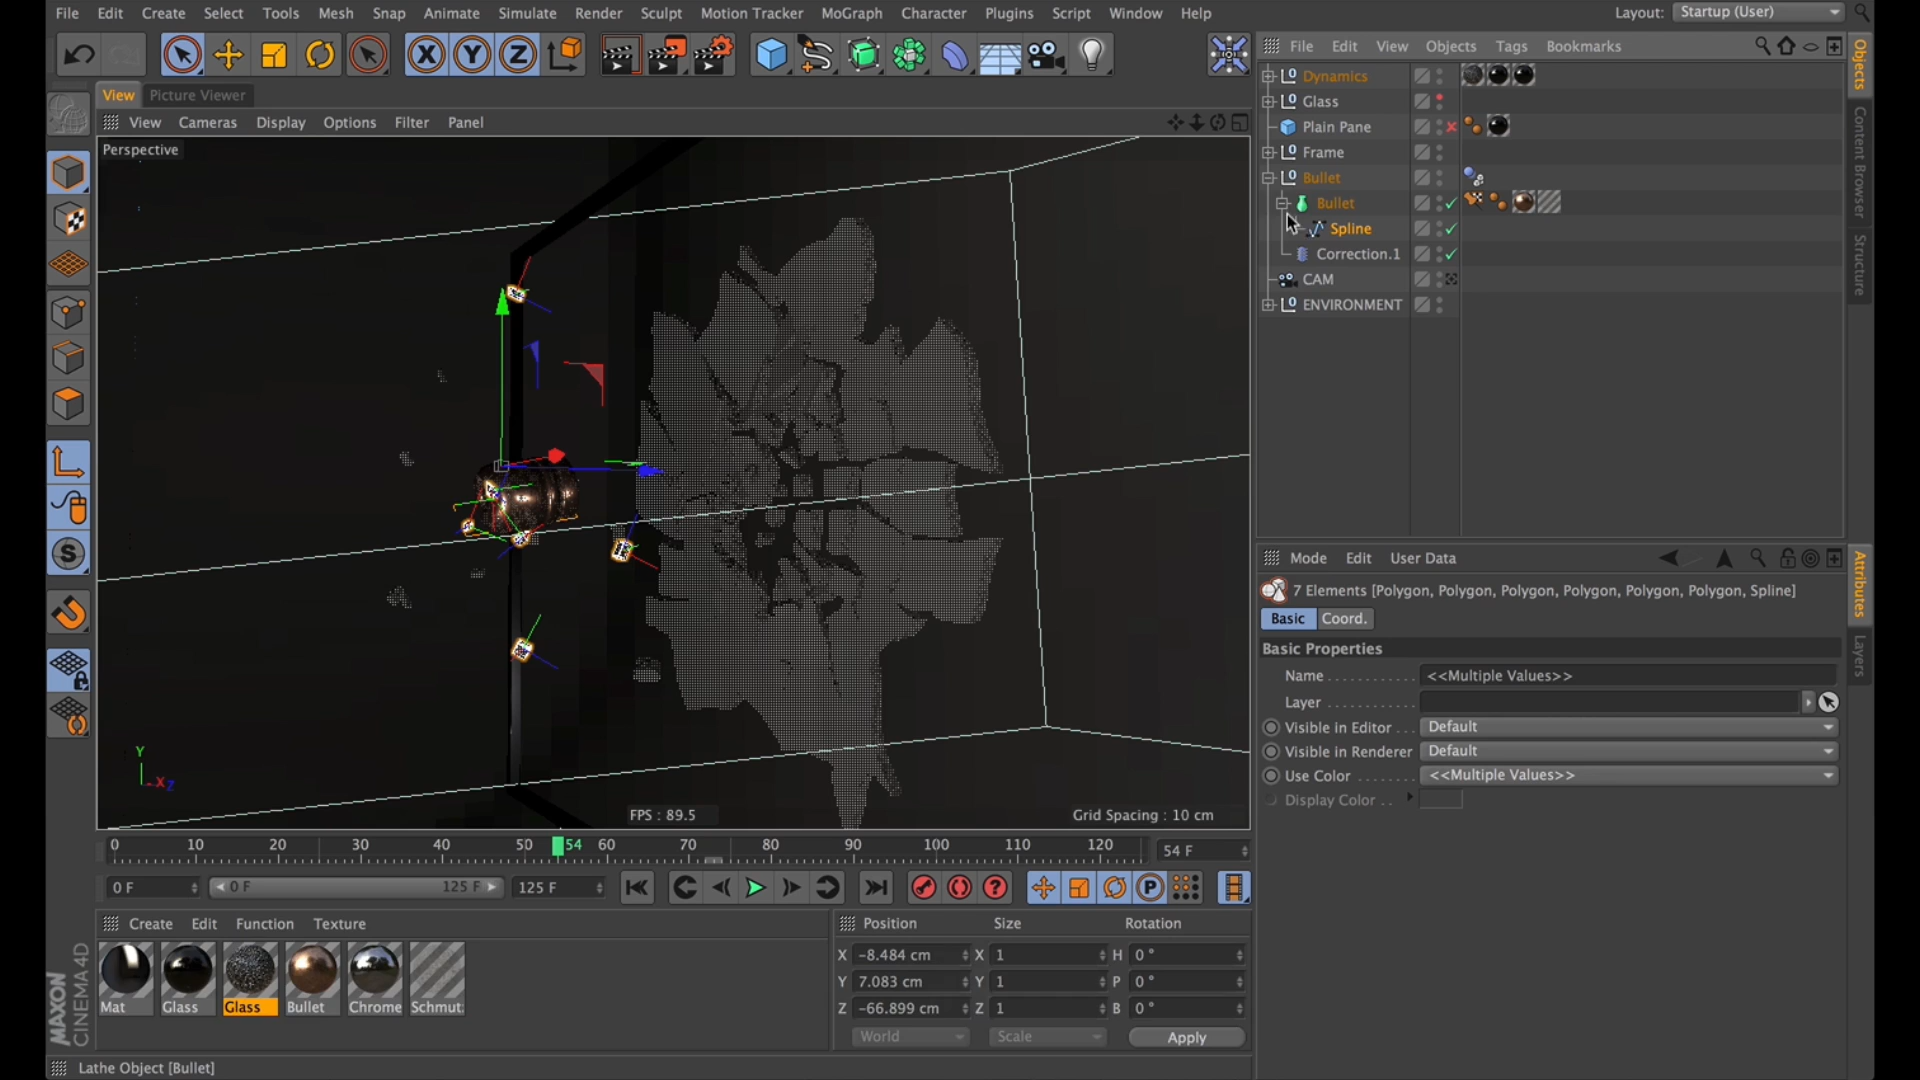 File Edit Create Select Tools Mesh Snap Animate Simulate Render Sculpt Motion Tracker MoGraph Character Plugins Script Window Help Layout: Startup (User)
X Y Z
File Edit View Objects Tags Bookmarks
View Picture Viewer
View Cameras Display Options Filter Panel
Perspective
Dynamics
Glass
Plain Pane
Frame
Bullet
Bullet
Spline
Correction.1
CAM
ENVIRONMENT
Objects
Content Browser
Structure
S
Y
X Z
FPS : 89.5
Grid Spacing : 10 cm
Mode Edit User Data
7 Elements [Polygon, Polygon, Polygon, Polygon, Polygon, Polygon, Spline]
Basic Coord.
Basic Properties
Name <<Multiple Values>>
Layer
Visible in Editor Default
Visible in Renderer Default
Use Color <<Multiple Values>>
Display Color
Attributes
Layers
0 10 20 30 40 50 54 60 70 80 90 100 110 120 54 F
0 F 0 F 125 F 125 F
P
Create Edit Function Texture
Position Size Rotation
X -8.484 cm X 1 H 0 °
Y 7.083 cm Y 1 P 0 °
Z -66.899 cm Z 1 B 0 °
World Scale Apply
Mat Glass Glass Bullet Chrome Schmut:
MAXON
CINEMA 4D
Lathe Object [Bullet]